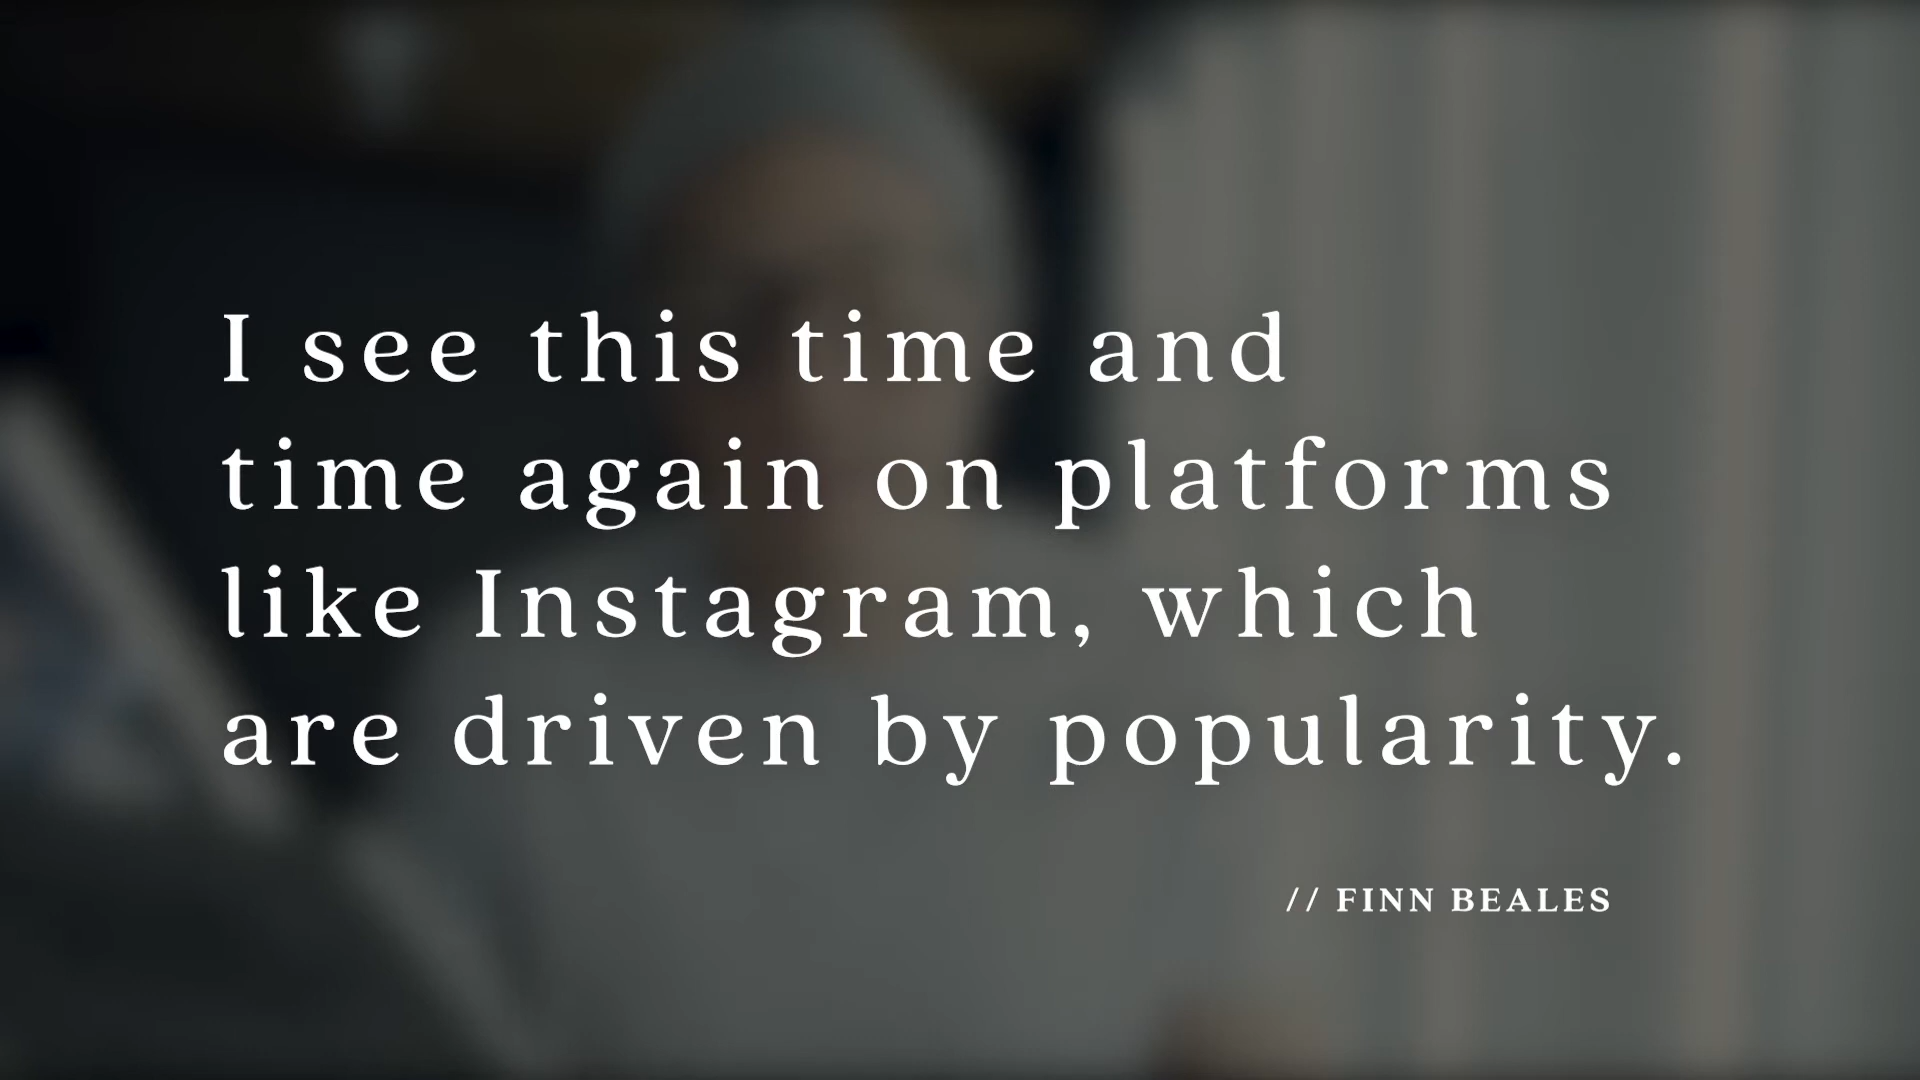 I see this time and
time again on platforms
like Instagram, which
are driven by popularity.
// FINN BEALES